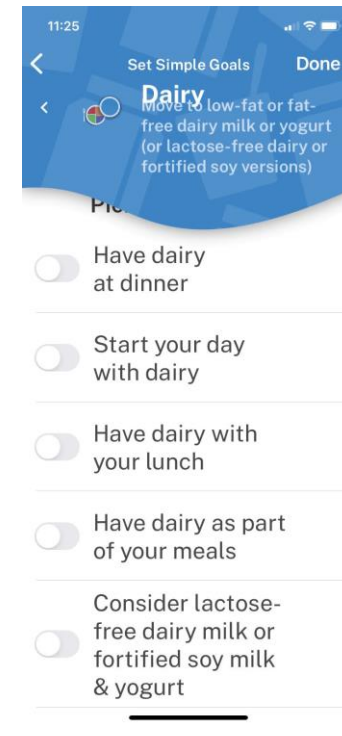 11:25
Set Simple Goals
Done
Dairy
Move to low-fat or fat-
free dairy milk or yogurt
(or lactose-free dairy or
fortified soy versions)
Have dairy
at dinner
Start your day
with dairy
Have dairy with
your lunch
Have dairy as part
of your meals
Consider lactose-
free dairy milk or
fortified soy milk
& yogurt